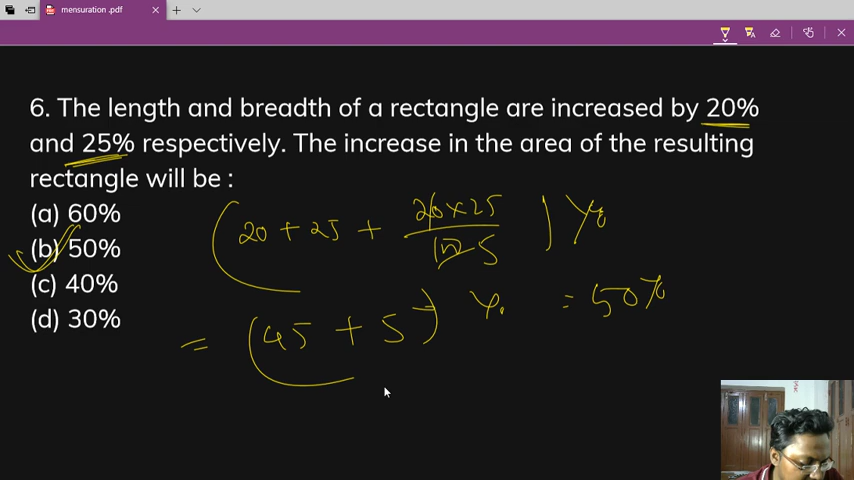 mensuration .pdf
6. The length and breadth of a rectangle are increased by 20%
and 25% respectively. The increase in the area of the resulting
rectangle will be :
(a) 60%
(b) 50%
(c) 40%
(d) 30%
(20 + 25 + 20×25 / 100 5) %
= (45 + 5) % = 50%